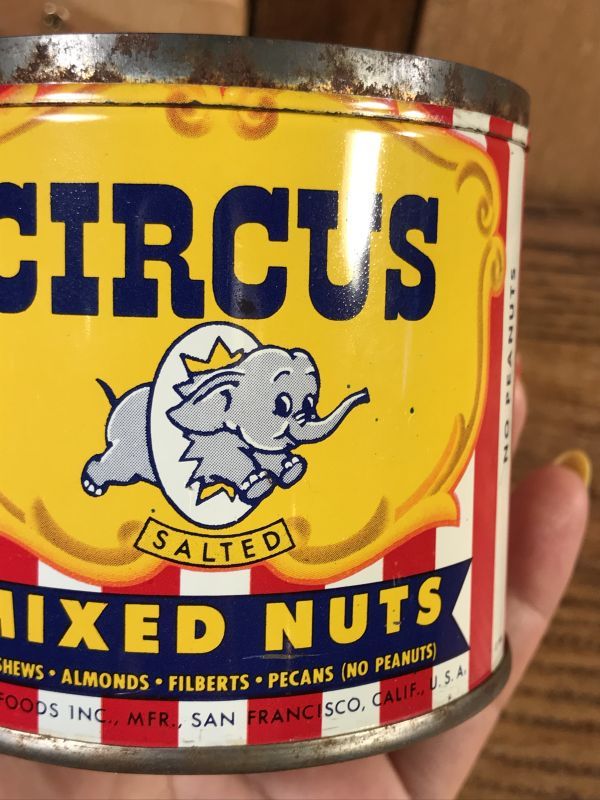 CIRCUS
SALTED
MIXED NUTS
SHEWS • ALMONDS • FILBERTS • PECANS (NO PEANUTS)
FOODS INC., MFR., SAN FRANCISCO, CALIF., U.S.A.
NO PEANUTS